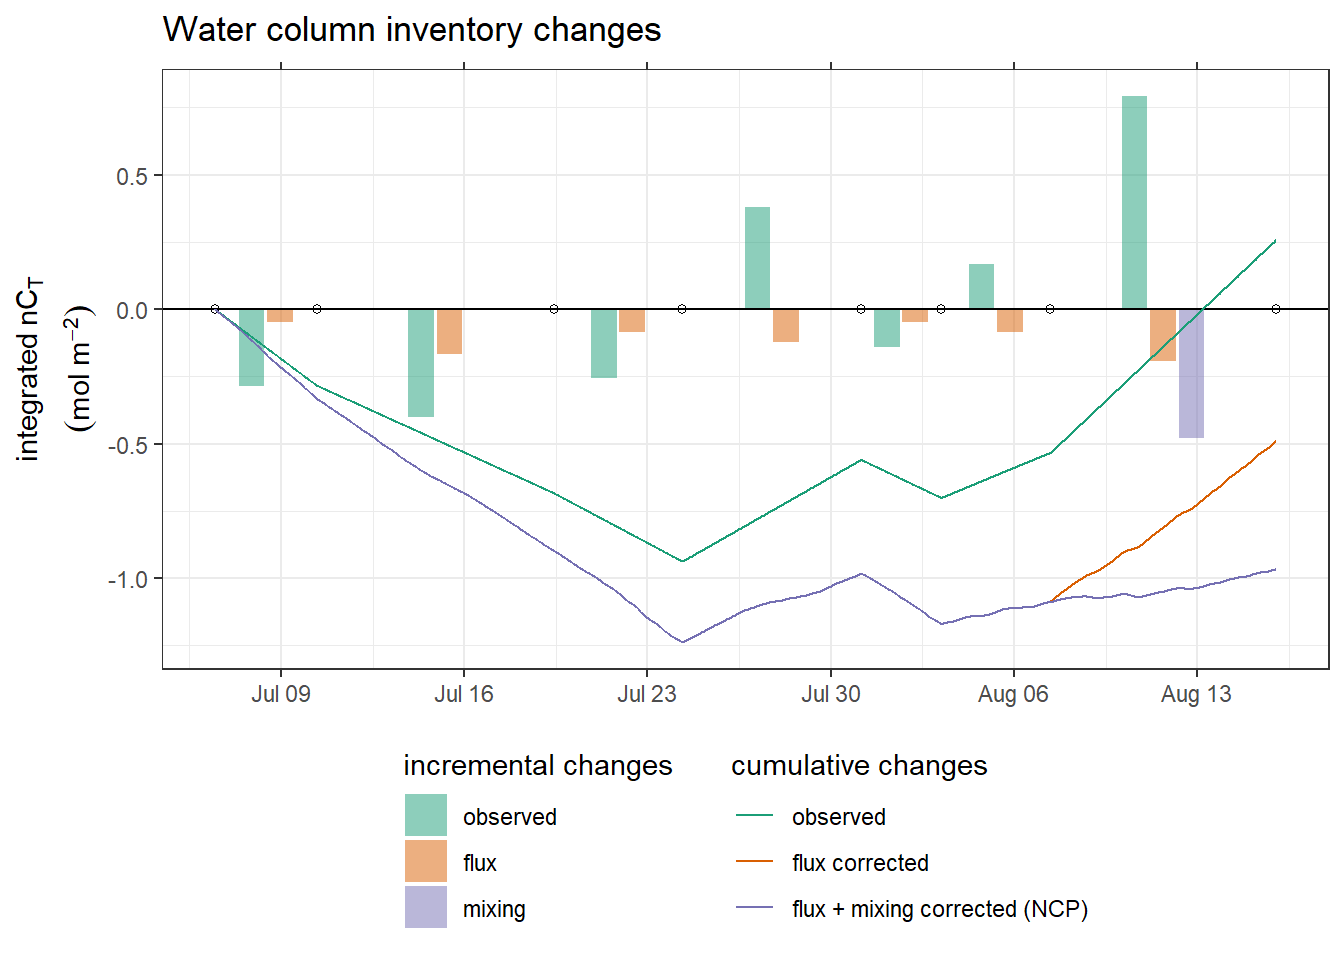 Water column inventory changes
integrated nC_T
(mol m⁻²)
0.5
0.0
-0.5
-1.0
Jul 09 Jul 16 Jul 23 Jul 30 Aug 06 Aug 13
incremental changes
observed
flux
mixing
cumulative changes
observed
flux corrected
flux + mixing corrected (NCP)